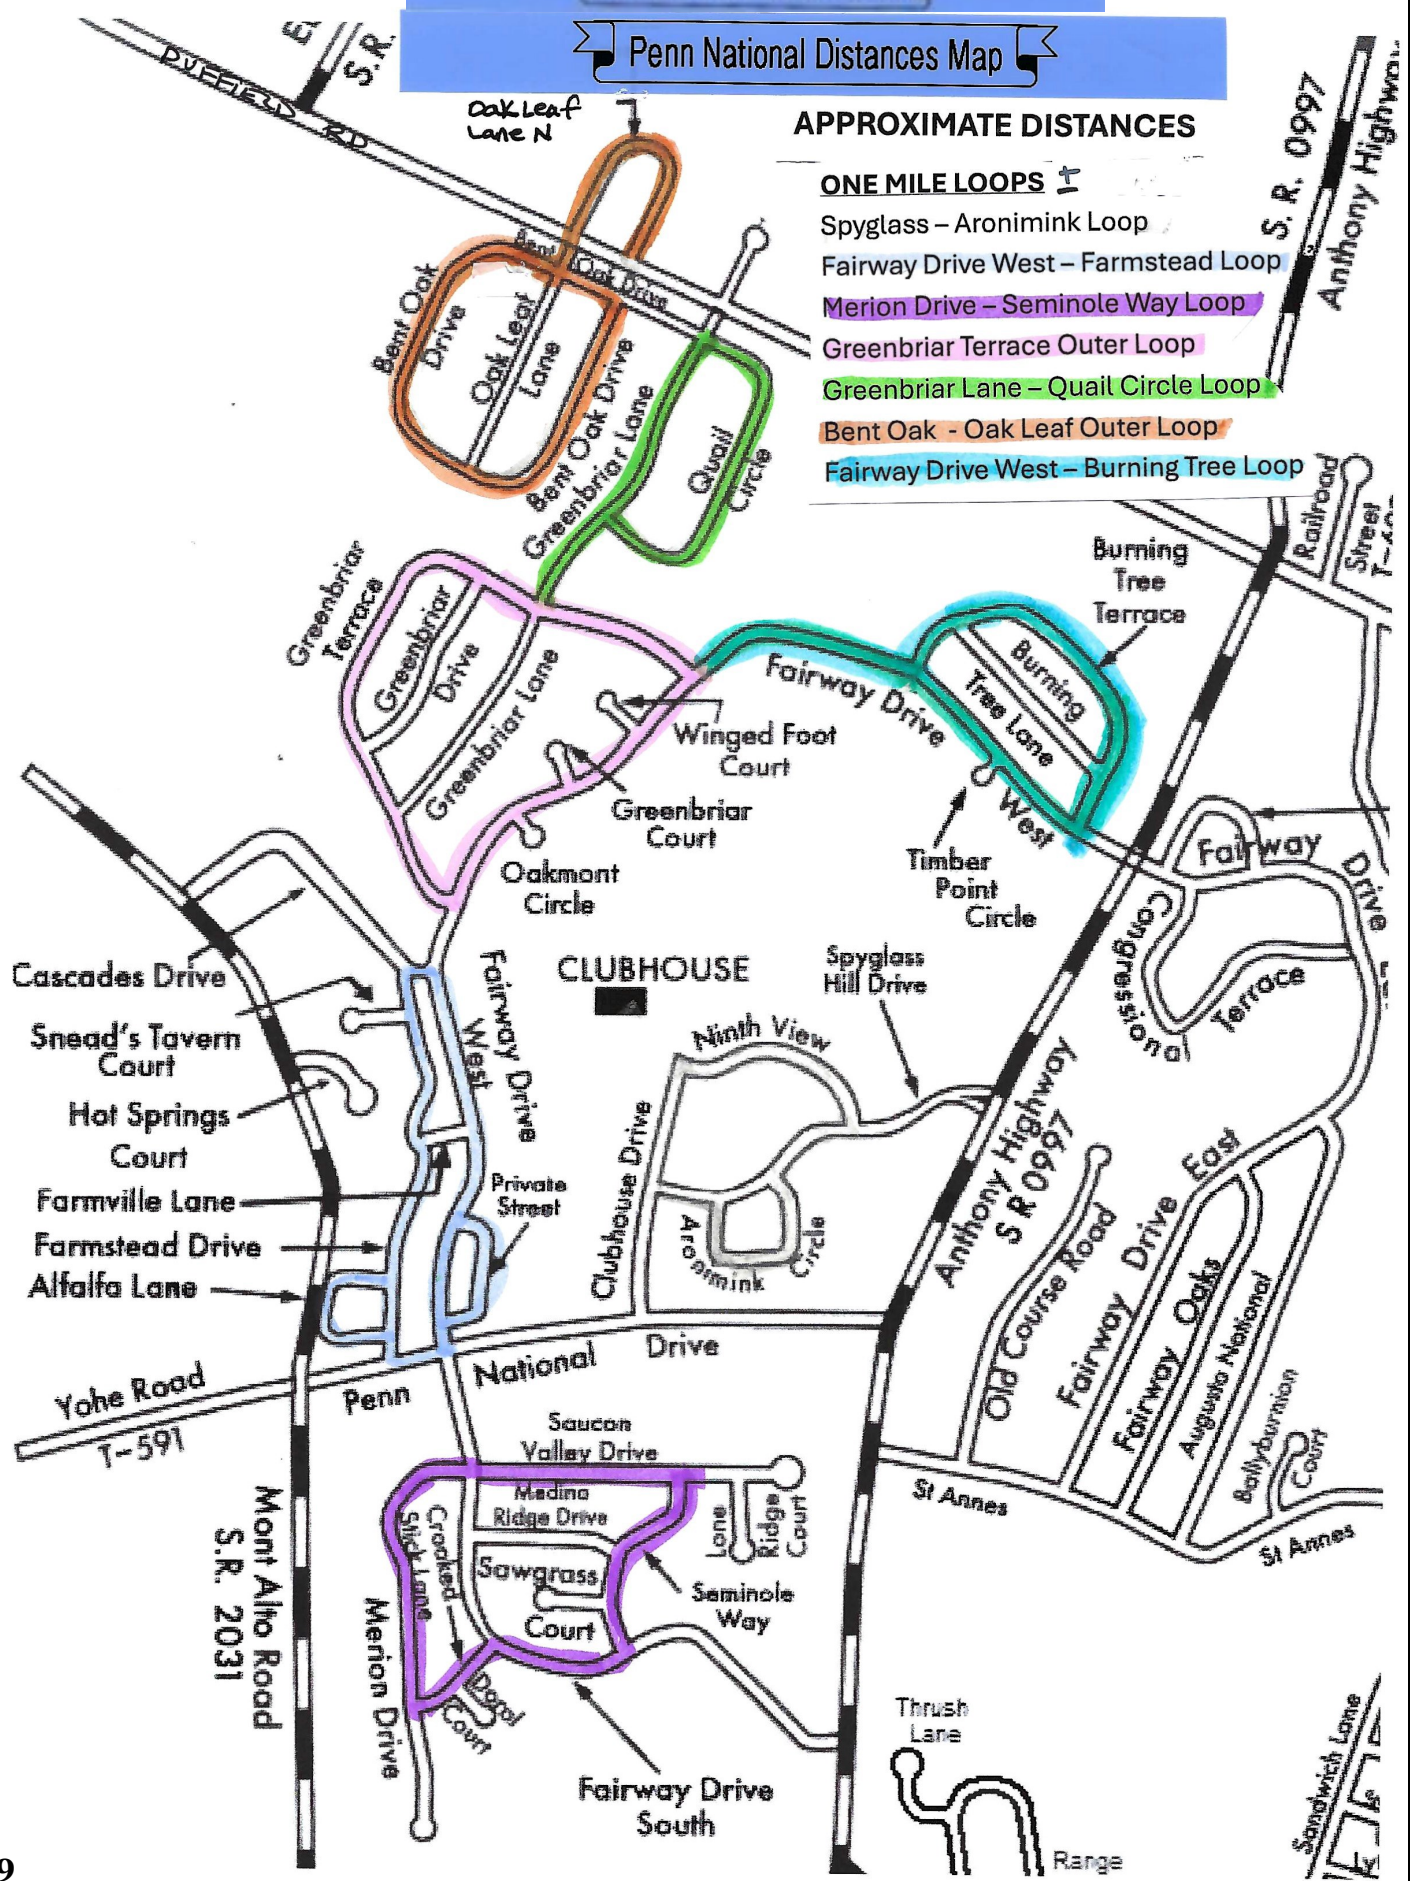 Penn National Distances Map
APPROXIMATE DISTANCES
ONE MILE LOOPS ±
Spyglass – Aronimink Loop
Fairway Drive West – Farmstead Loop
Merion Drive – Seminole Way Loop
Greenbriar Terrace Outer Loop
Greenbriar Lane – Quail Circle Loop
Bent Oak - Oak Leaf Outer Loop
Fairway Drive West – Burning Tree Loop
S.R.
DUFFIELD RD
Oak Leaf
Lane N
S. R. 0997
Anthony Highway
Bent
Oak Drive
Bent Oak
Drive
Oak Leaf
Lane
Bent Oak Drive
Greenbriar Lane
Quail
Circle
Railroad
Street
Burning
Tree
Terrace
Greenbriar
Terrace
Greenbriar
Drive
Greenbriar Lane
Fairway Drive
West
Burning
Tree Lane
Winged Foot
Court
Greenbriar
Court
Oakmont
Circle
Timber
Point
Circle
Fairway
Drive
Congressional
Terrace
CLUBHOUSE
Spyglass
Hill Drive
Cascades Drive
Snead's Tavern
Court
Hot Springs
Court
Farmville Lane
Farmstead Drive
Alfalfa Lane
Fairway Drive
West
Private
Street
Ninth View
Clubhouse Drive
Aronimink
Circle
Anthony Highway
S R 0997
Old Course Road
Fairway Drive East
Fairway Oaks
Augusta National
Ballyburnion
Court
Yohe Road
T-591
Penn
National
Drive
St Annes
St Annes
Saucon
Valley Drive
Medina
Ridge Drive
Lone
Ridge
Court
Crooked
Stick Lane
Sawgrass
Court
Seminole
Way
Mont Alto Road
S.R. 2031
Merion Drive
Doral
Court
Fairway Drive
South
Thrush
Lane
Range
Sandwich Lane
9